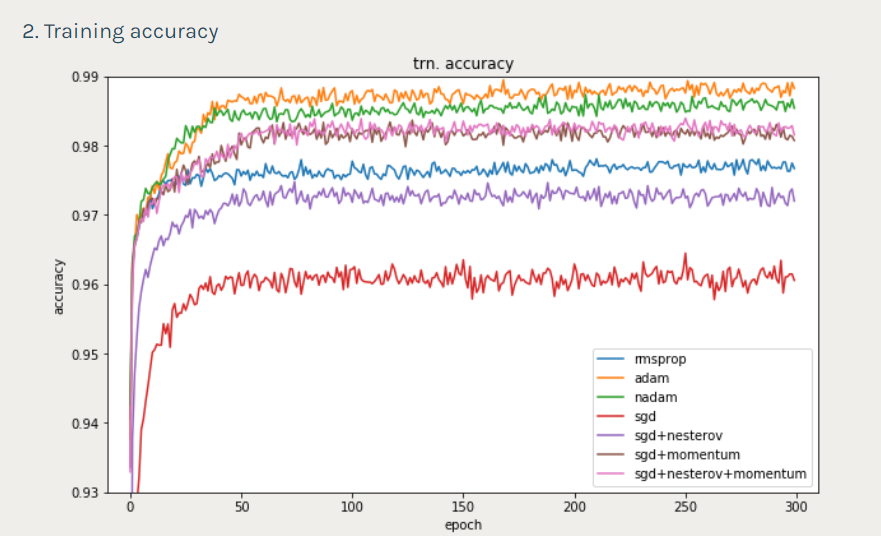 2. Training accuracy
trn. accuracy
0.99
0.98
0.97
0.96
0.95
0.94
0.93
accuracy
0
50
100
150
200
250
300
epoch
rmsprop
adam
nadam
sgd
sgd+nesterov
sgd+momentum
sgd+nesterov+momentum